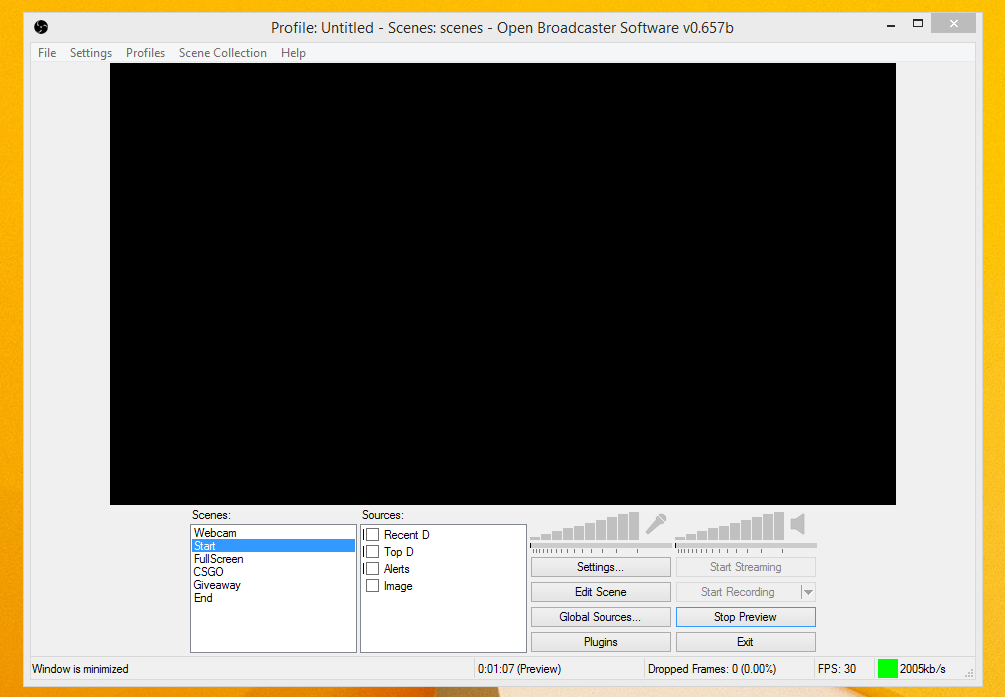 Profile: Untitled - Scenes: scenes - Open Broadcaster Software v0.657b
File Settings Profiles Scene Collection Help
Scenes:
Webcam
Start
FullScreen
CSGO
Giveaway
End
Sources:
Recent D
Top D
Alerts
Image
Settings...
Start Streaming
Edit Scene
Start Recording
Global Sources...
Stop Preview
Plugins
Exit
Window is minimized 0:01:07 (Preview) Dropped Frames: 0 (0.00%) FPS: 30 2005kb/s